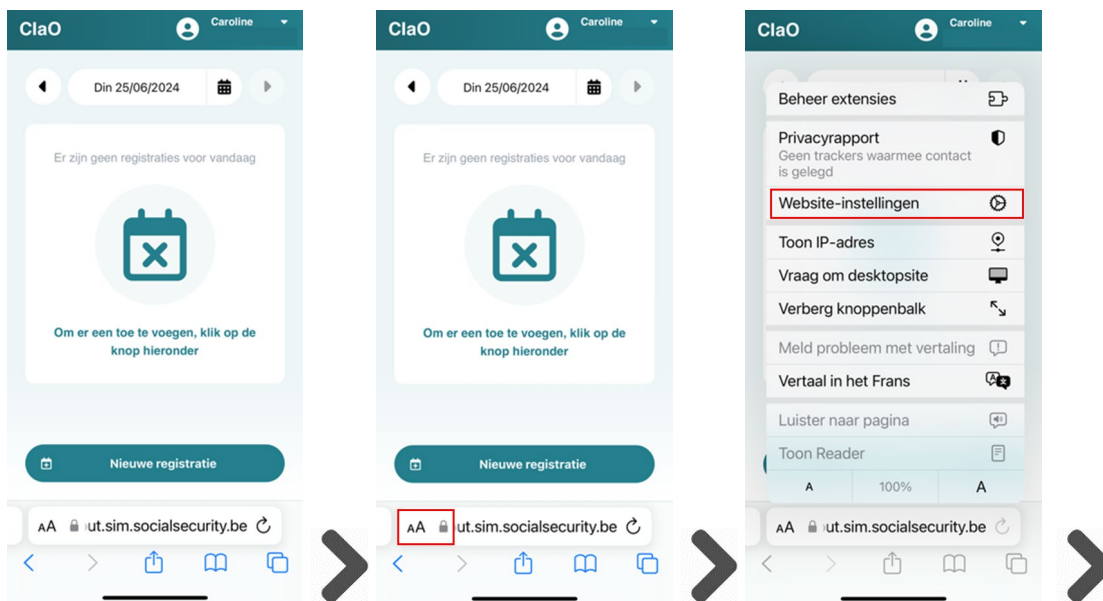 CIaO
Caroline
Din 25/06/2024
Er zijn geen registraties voor vandaag
Om er een toe te voegen, klik op de
knop hieronder
Nieuwe registratie
AA ut.sim.socialsecurity.be
CIaO
Caroline
Din 25/06/2024
Er zijn geen registraties voor vandaag
Om er een toe te voegen, klik op de
knop hieronder
Nieuwe registratie
AA ut.sim.socialsecurity.be
CIaO
Caroline
Beheer extensies
Privacyrapport
Geen trackers waarmee contact
is gelegd
Website-instellingen
Toon IP-adres
Vraag om desktopsite
Verberg knoppenbalk
Meld probleem met vertaling
Vertaal in het Frans
Luister naar pagina
Toon Reader
A 100% A
AA ut.sim.socialsecurity.be